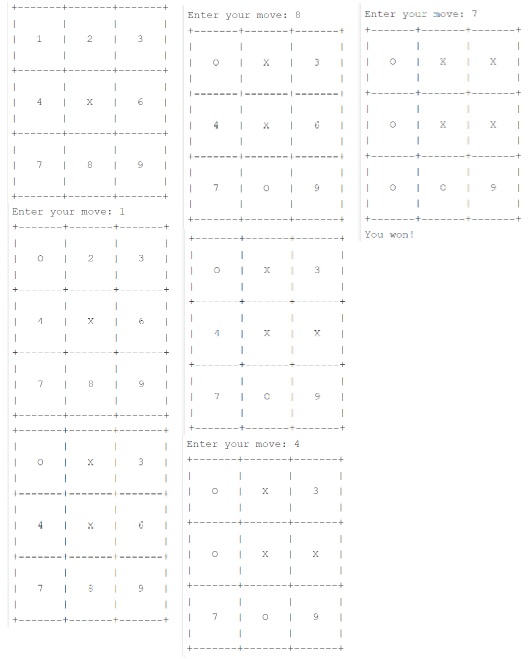 +-------+-------+-------+
|       |       |       |
|   1   |   2   |   3   |
|       |       |       |
+-------+-------+-------+
|       |       |       |
|   4   |   X   |   6   |
|       |       |       |
+-------+-------+-------+
|       |       |       |
|   7   |   8   |   9   |
|       |       |       |
+-------+-------+-------+
Enter your move: 1
+-------+-------+-------+
|       |       |       |
|   O   |   2   |   3   |
|       |       |       |
+-------+-------+-------+
|       |       |       |
|   4   |   X   |   6   |
|       |       |       |
+-------+-------+-------+
|       |       |       |
|   7   |   8   |   9   |
|       |       |       |
+-------+-------+-------+
|       |       |       |
|   O   |   X   |   3   |
|       |       |       |
+-------+-------+-------+
|       |       |       |
|   4   |   X   |   6   |
|       |       |       |
+-------+-------+-------+
|       |       |       |
|   7   |   8   |   9   |
|       |       |       |
+-------+-------+-------+
Enter your move: 8
+-------+-------+-------+
|       |       |       |
|   O   |   X   |   3   |
|       |       |       |
+-------+-------+-------+
|       |       |       |
|   4   |   X   |   6   |
|       |       |       |
+-------+-------+-------+
|       |       |       |
|   7   |   O   |   9   |
|       |       |       |
+-------+-------+-------+
+-------+-------+-------+
|       |       |       |
|   O   |   X   |   3   |
|       |       |       |
+-------+-------+-------+
|       |       |       |
|   4   |   X   |   X   |
|       |       |       |
+-------+-------+-------+
|       |       |       |
|   7   |   O   |   9   |
|       |       |       |
+-------+-------+-------+
Enter your move: 4
+-------+-------+-------+
|       |       |       |
|   O   |   X   |   3   |
|       |       |       |
+-------+-------+-------+
|       |       |       |
|   O   |   X   |   X   |
|       |       |       |
+-------+-------+-------+
|       |       |       |
|   7   |   O   |   9   |
|       |       |       |
+-------+-------+-------+
Enter your move: 7
+-------+-------+-------+
|       |       |       |
|   O   |   X   |   X   |
|       |       |       |
+-------+-------+-------+
|       |       |       |
|   O   |   X   |   X   |
|       |       |       |
+-------+-------+-------+
|       |       |       |
|   O   |   O   |   9   |
|       |       |       |
+-------+-------+-------+
You won!